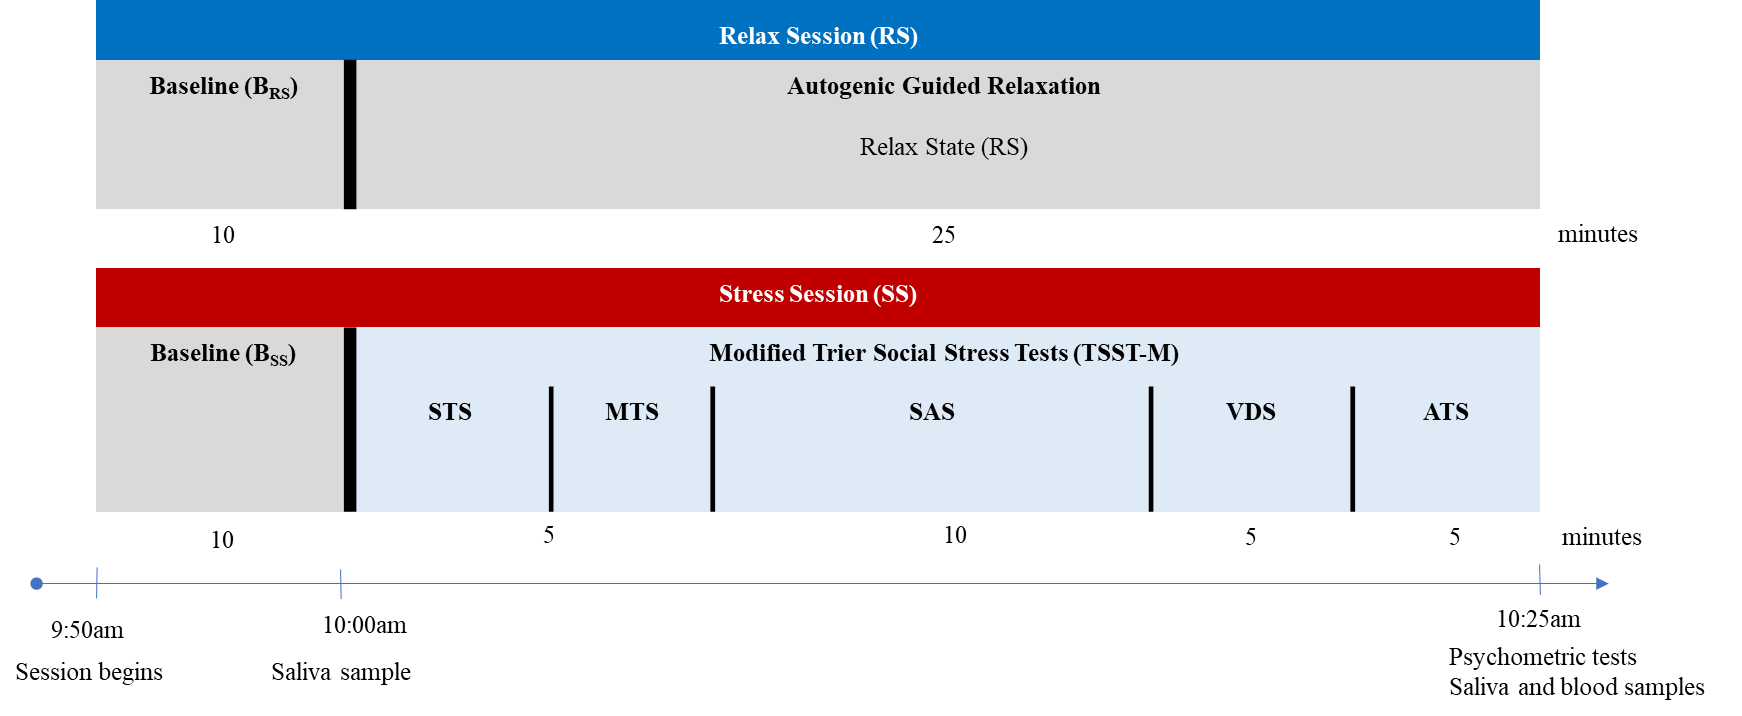 Relax Session (RS)
Baseline (BRS)
Autogenic Guided Relaxation
Relax State (RS)
10
25
minutes
Stress Session (SS)
Baseline (BSS)
Modified Trier Social Stress Tests (TSST-M)
STS
MTS
SAS
VDS
ATS
10
5
10
5
5
minutes
9:50am
10:00am
10:25am
Session begins
Saliva sample
Psychometric tests
Saliva and blood samples